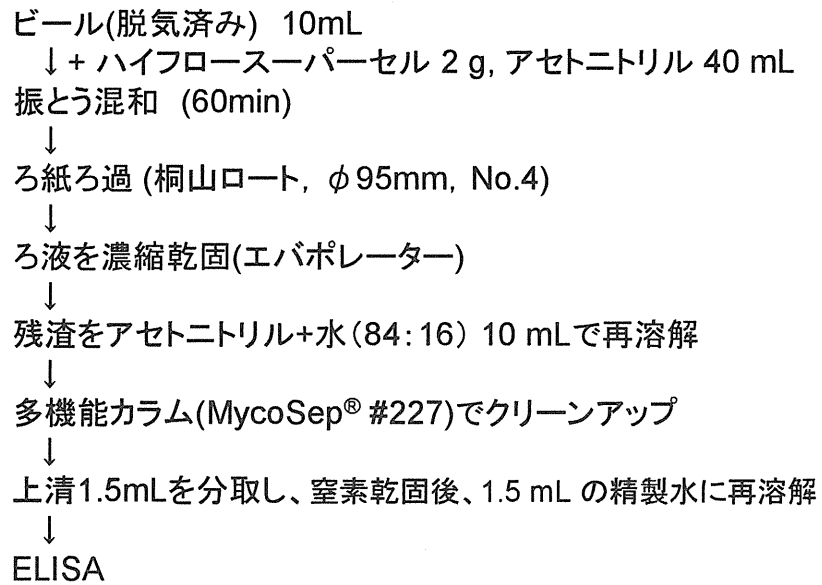 ビール(脱気済み) 10mL
↓+ ハイフロースーパーセル 2 g, アセトニトリル 40 mL
振とう混和 (60min)
↓
ろ紙ろ過 (桐山ロート, φ95mm, No.4)
↓
ろ液を濃縮乾固(エバポレーター)
↓
残渣をアセトニトリル+水(84:16) 10 mLで再溶解
↓
多機能カラム(MycoSep® #227)でクリーンアップ
↓
上清1.5mLを分取し、窒素乾固後、1.5 mL の精製水に再溶解
↓
ELISA